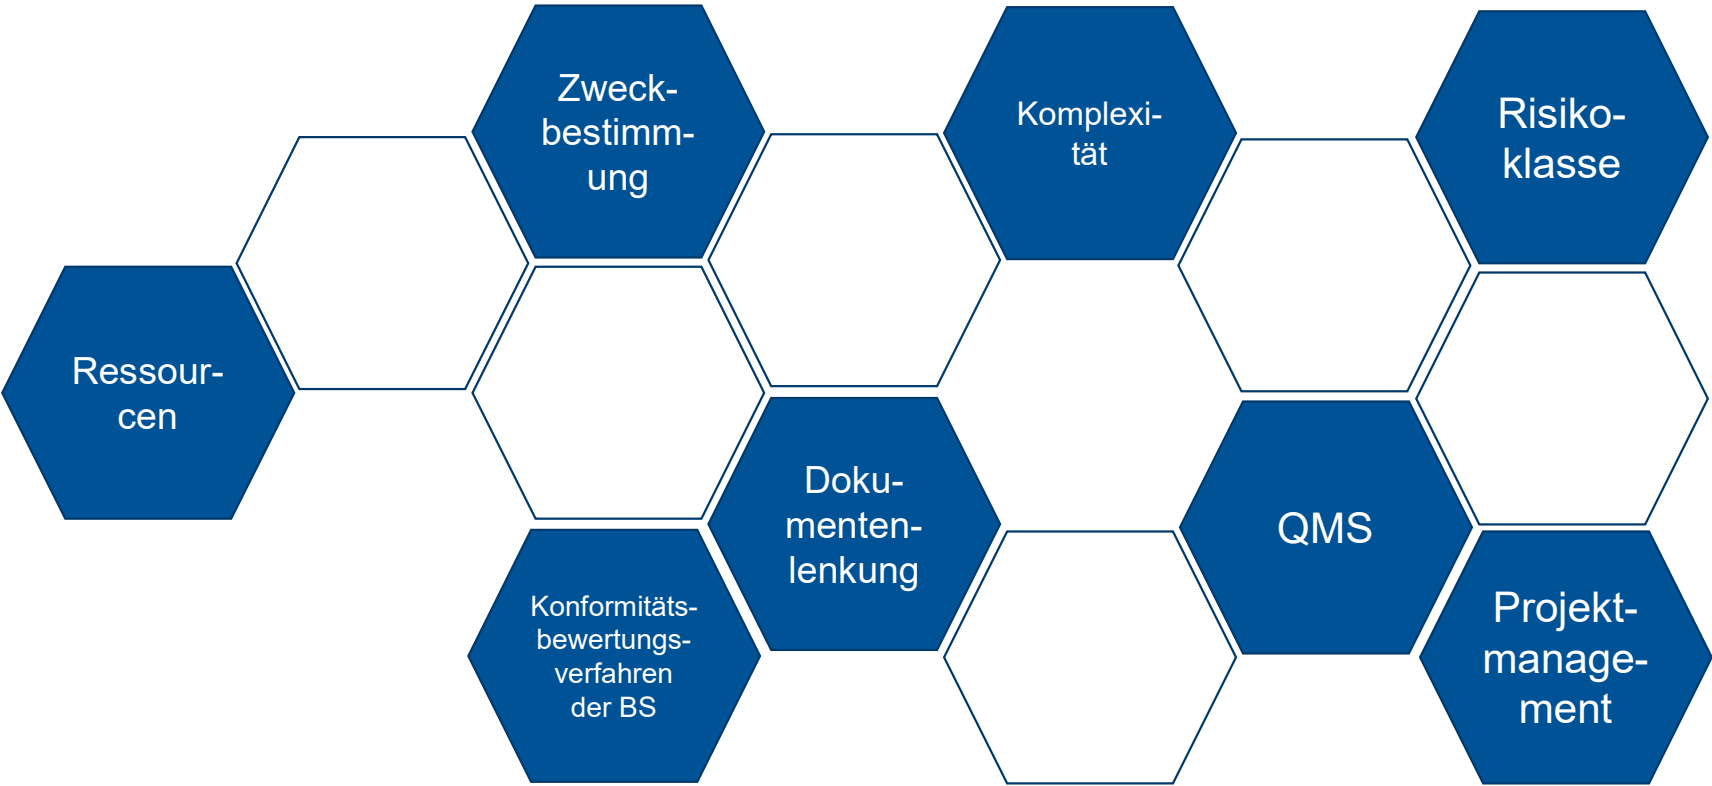 Zweck-
bestimm-
ung
Komplexi-
tät
Risiko-
klasse
Ressour-
cen
Doku-
menten-
lenkung
QMS
Konformitäts-
bewertungs-
verfahren
der BS
Projekt-
manage-
ment